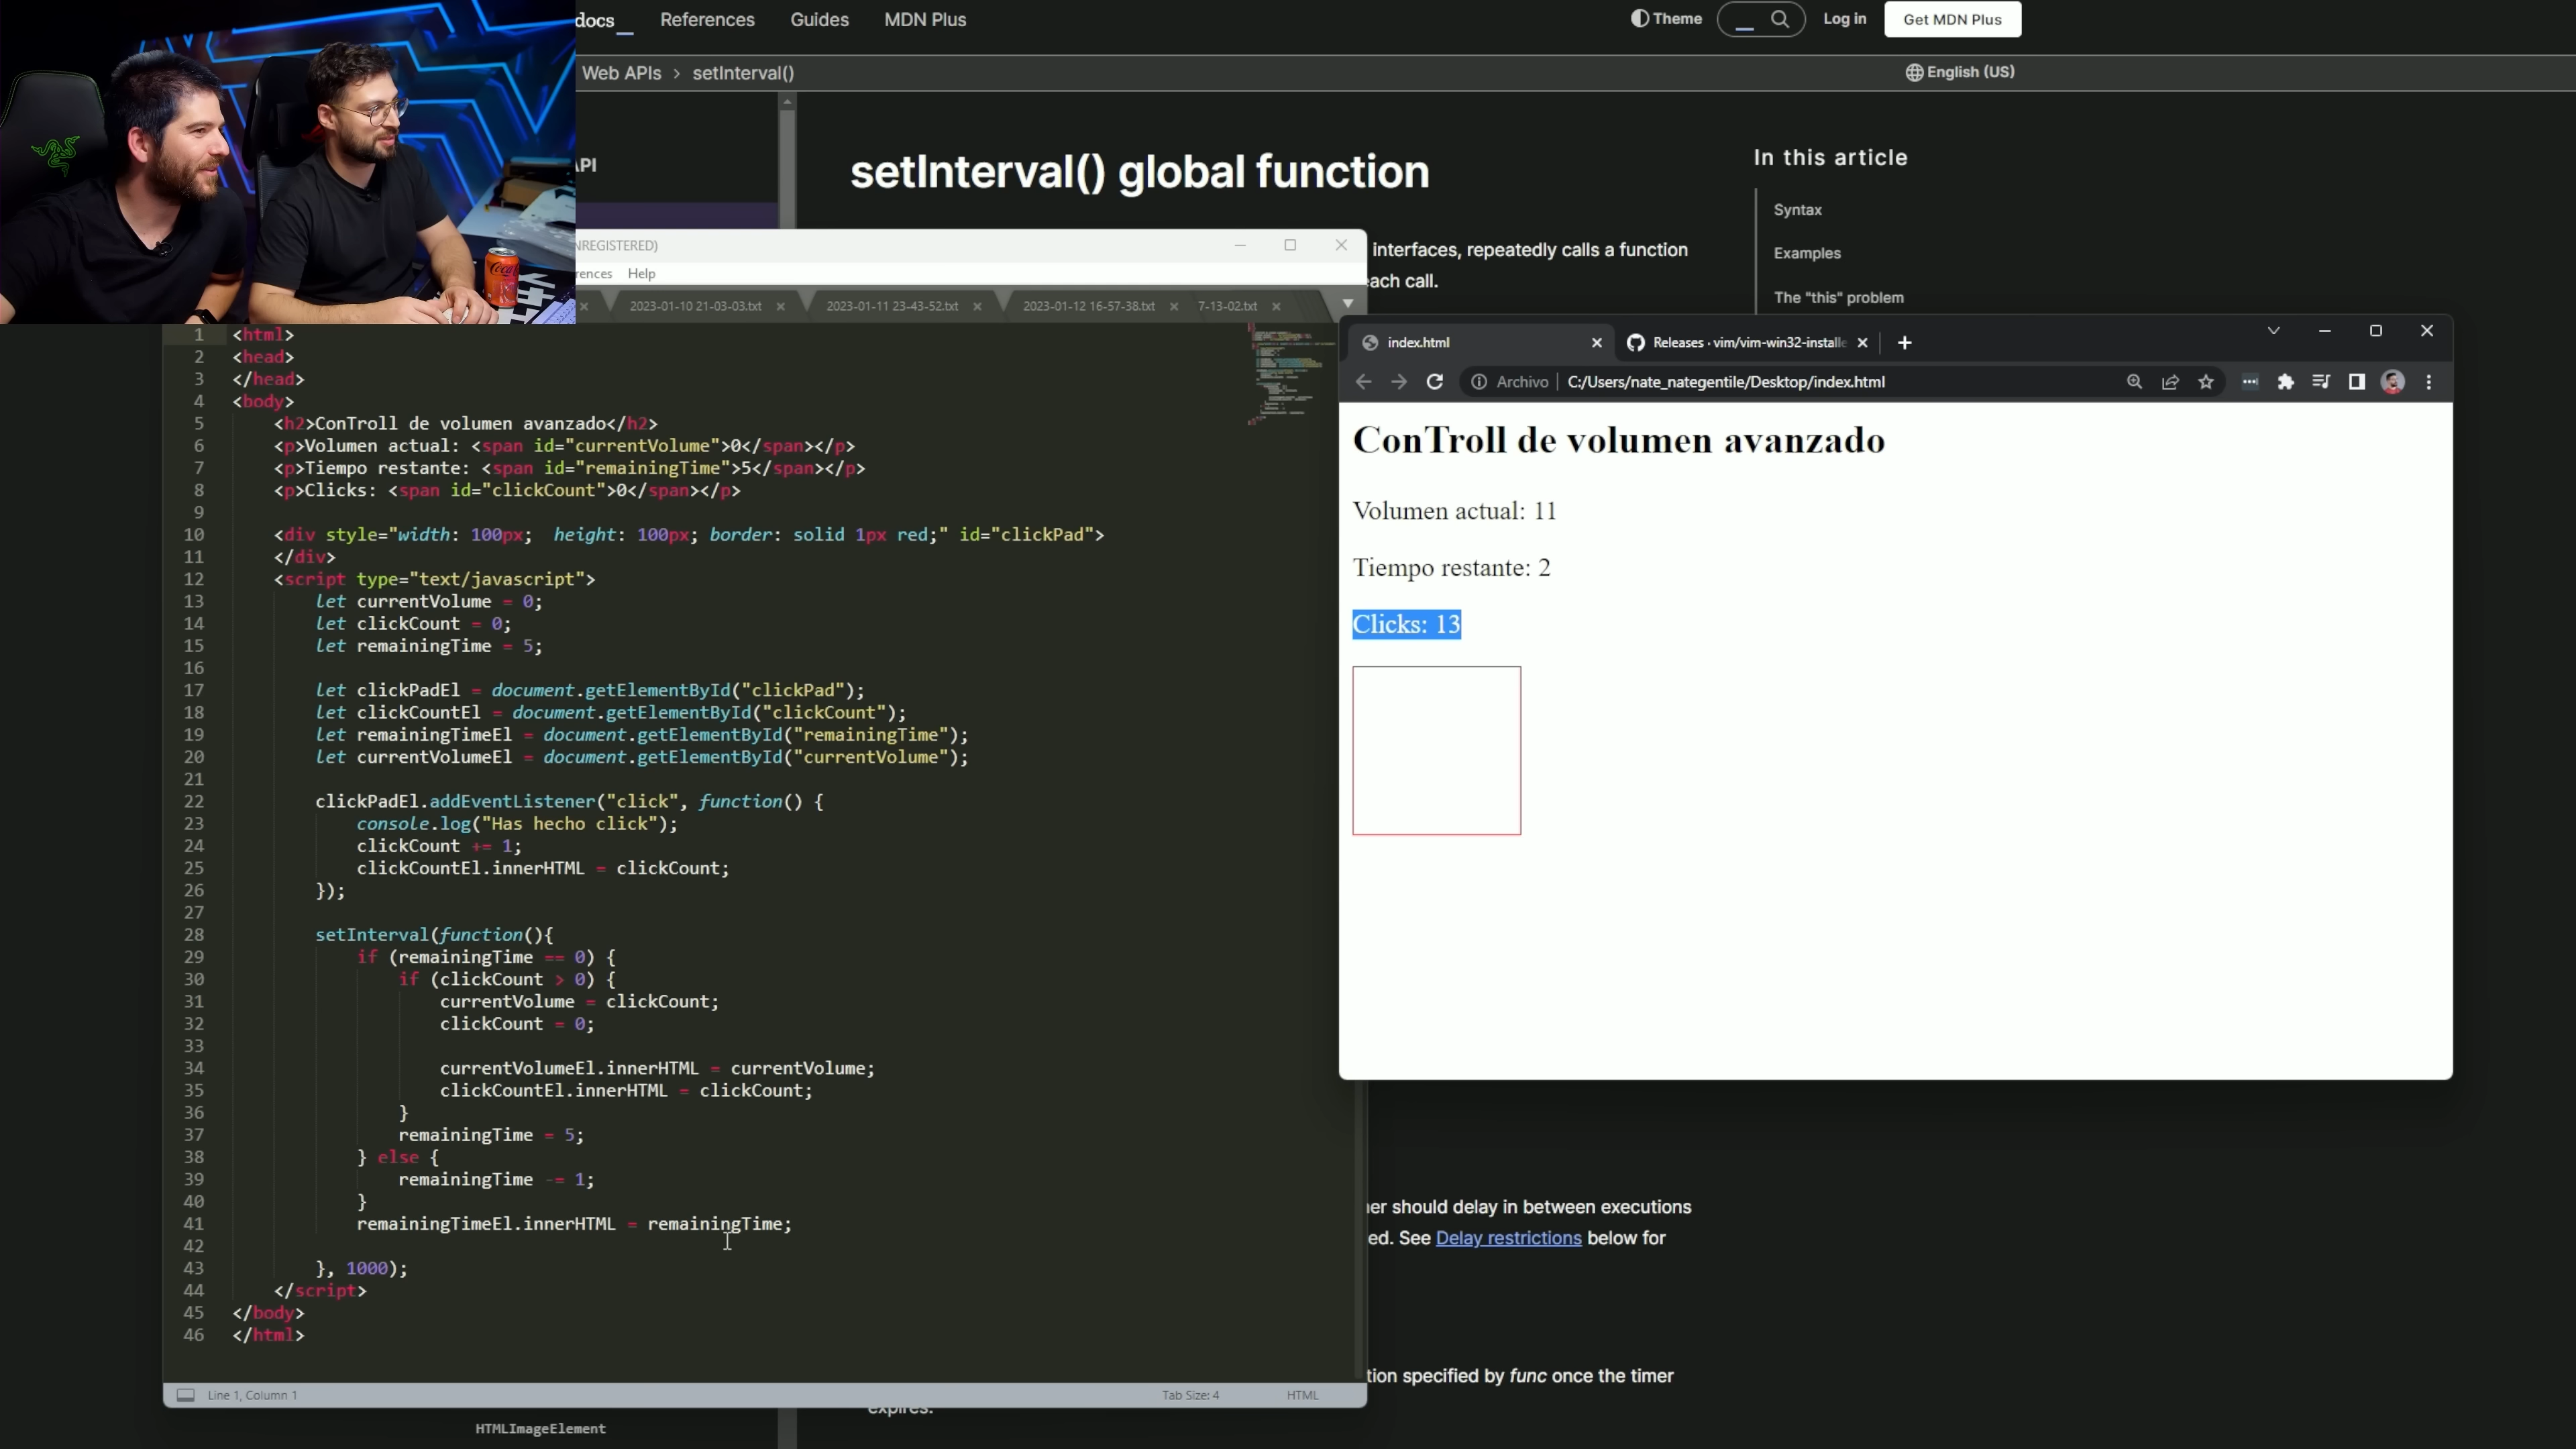 docs
References
Guides
MDN Plus
Theme
Log in
Get MDN Plus
Web APIs > setInterval()
English (US)
PI
setInterval() global function
In this article
Syntax
Examples
The "this" problem
interfaces, repeatedly calls a function
each call.
NREGISTERED)
rences Help
2023-01-10 21-03-03.txt
2023-01-11 23-43-52.txt
2023-01-12 16-57-38.txt
7-13-02.txt
1 <html>
2 <head>
3 </head>
4 <body>
5 <h2>ConTroll de volumen avanzado</h2>
6 <p>Volumen actual: <span id="currentVolume">0</span></p>
7 <p>Tiempo restante: <span id="remainingTime">5</span></p>
8 <p>Clicks: <span id="clickCount">0</span></p>
9
10 <div style="width: 100px;  height: 100px; border: solid 1px red;" id="clickPad">
11 </div>
12 <script type="text/javascript">
13 let currentVolume = 0;
14 let clickCount = 0;
15 let remainingTime = 5;
16
17 let clickPadEl = document.getElementById("clickPad");
18 let clickCountEl = document.getElementById("clickCount");
19 let remainingTimeEl = document.getElementById("remainingTime");
20 let currentVolumeEl = document.getElementById("currentVolume");
21
22 clickPadEl.addEventListener("click", function() {
23 console.log("Has hecho click");
24 clickCount += 1;
25 clickCountEl.innerHTML = clickCount;
26 });
27
28 setInterval(function(){
29 if (remainingTime == 0) {
30 if (clickCount > 0) {
31 currentVolume = clickCount;
32 clickCount = 0;
33
34 currentVolumeEl.innerHTML = currentVolume;
35 clickCountEl.innerHTML = clickCount;
36 }
37 remainingTime = 5;
38 } else {
39 remainingTime -= 1;
40 }
41 remainingTimeEl.innerHTML = remainingTime;
42
43 }, 1000);
44 </script>
45 </body>
46 </html>
Line 1, Column 1
Tab Size: 4
HTML
index.html
Releases · vim/vim-win32-installe
Archivo
C:/Users/nate_nategentile/Desktop/index.html
ConTroll de volumen avanzado
Volumen actual: 11
Tiempo restante: 2
Clicks: 13
er should delay in between executions
ed. See Delay restrictions below for
tion specified by func once the timer
expires.
HTMLImageElement